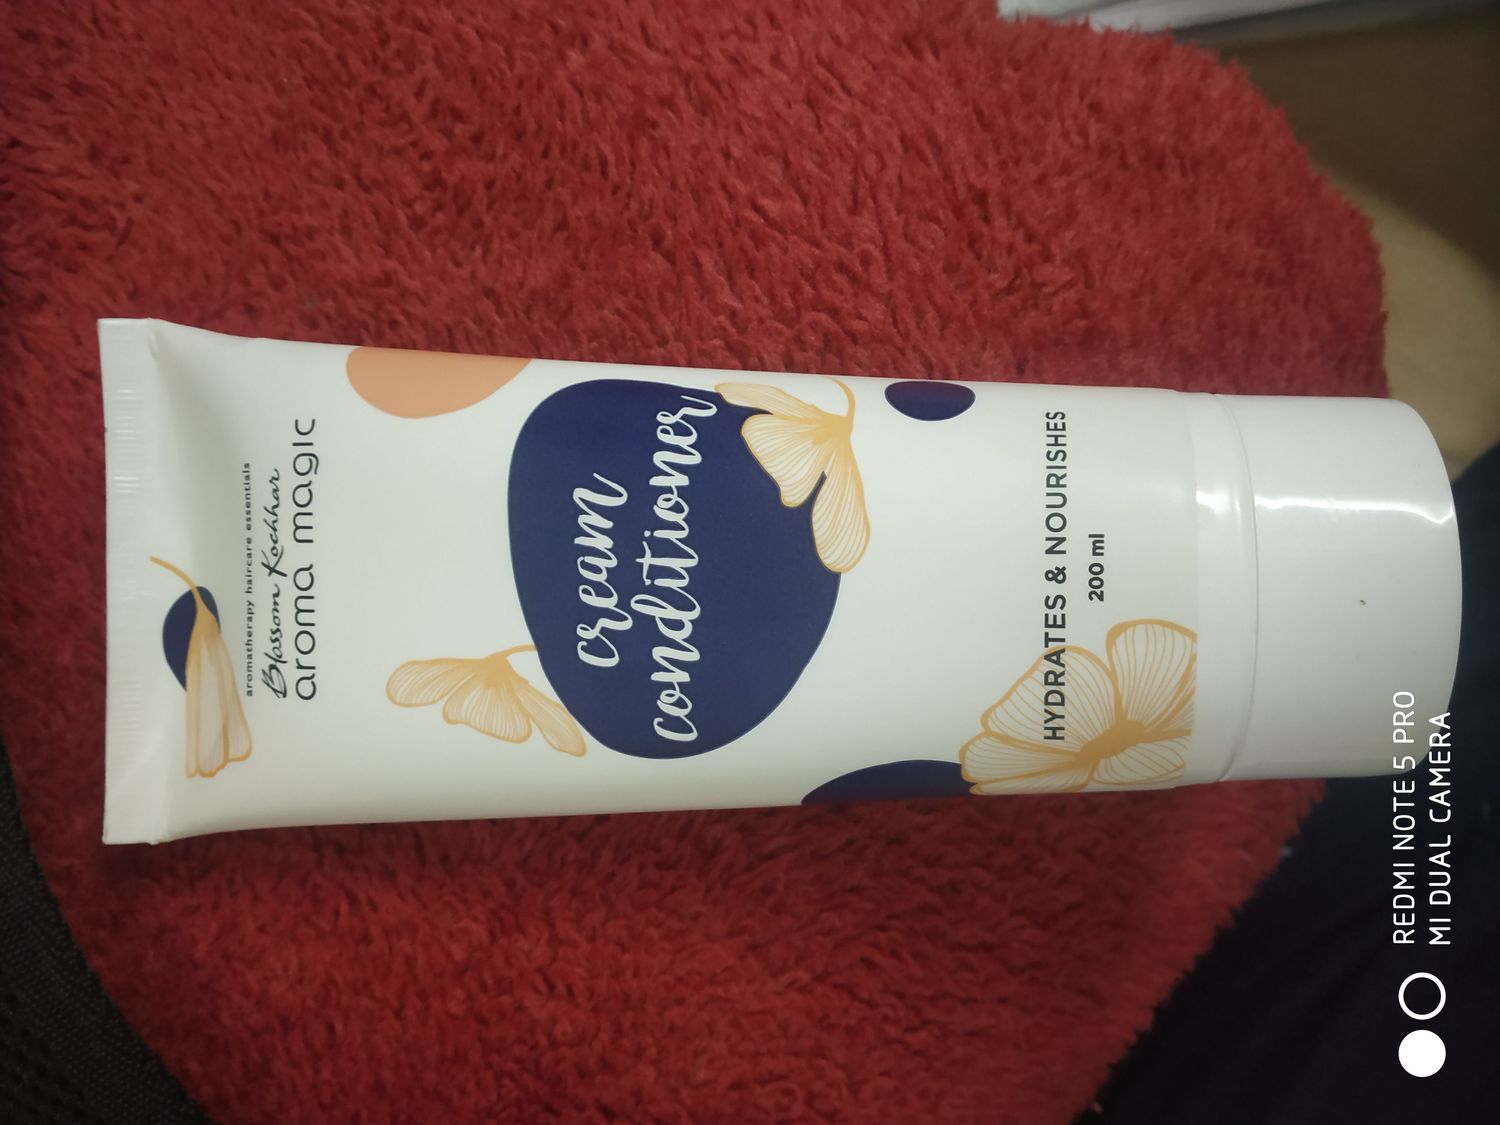 aromatherapy haircare essentials
Blossom Kochhar
aroma magic
cream
conditioner
HYDRATES & NOURISHES
200 ml
REDMI NOTE 5 PRO
MI DUAL CAMERA